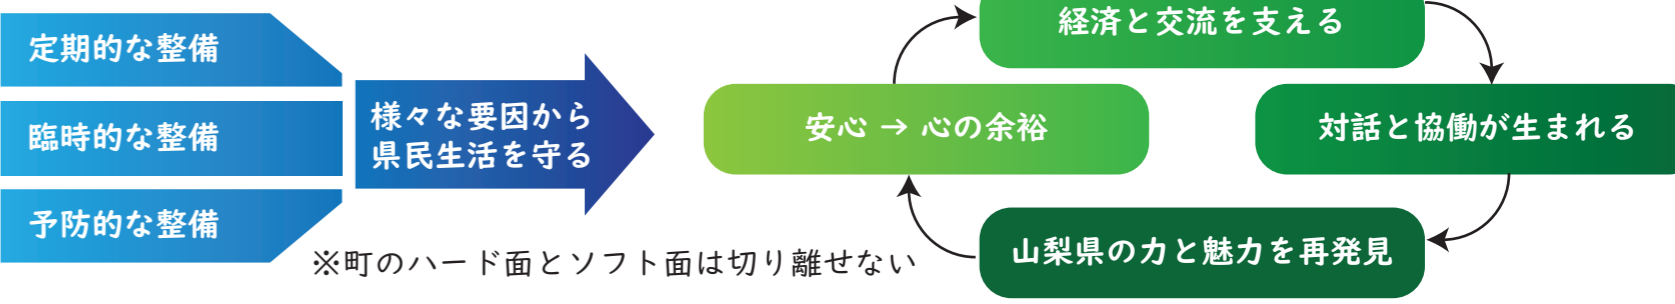 定期的な整備
臨時的な整備
予防的な整備
様々な要因から
県民生活を守る
※町のハード面とソフト面は切り離せない
経済と交流を支える
安心 → 心の余裕
対話と協働が生まれる
山梨県の力と魅力を再発見